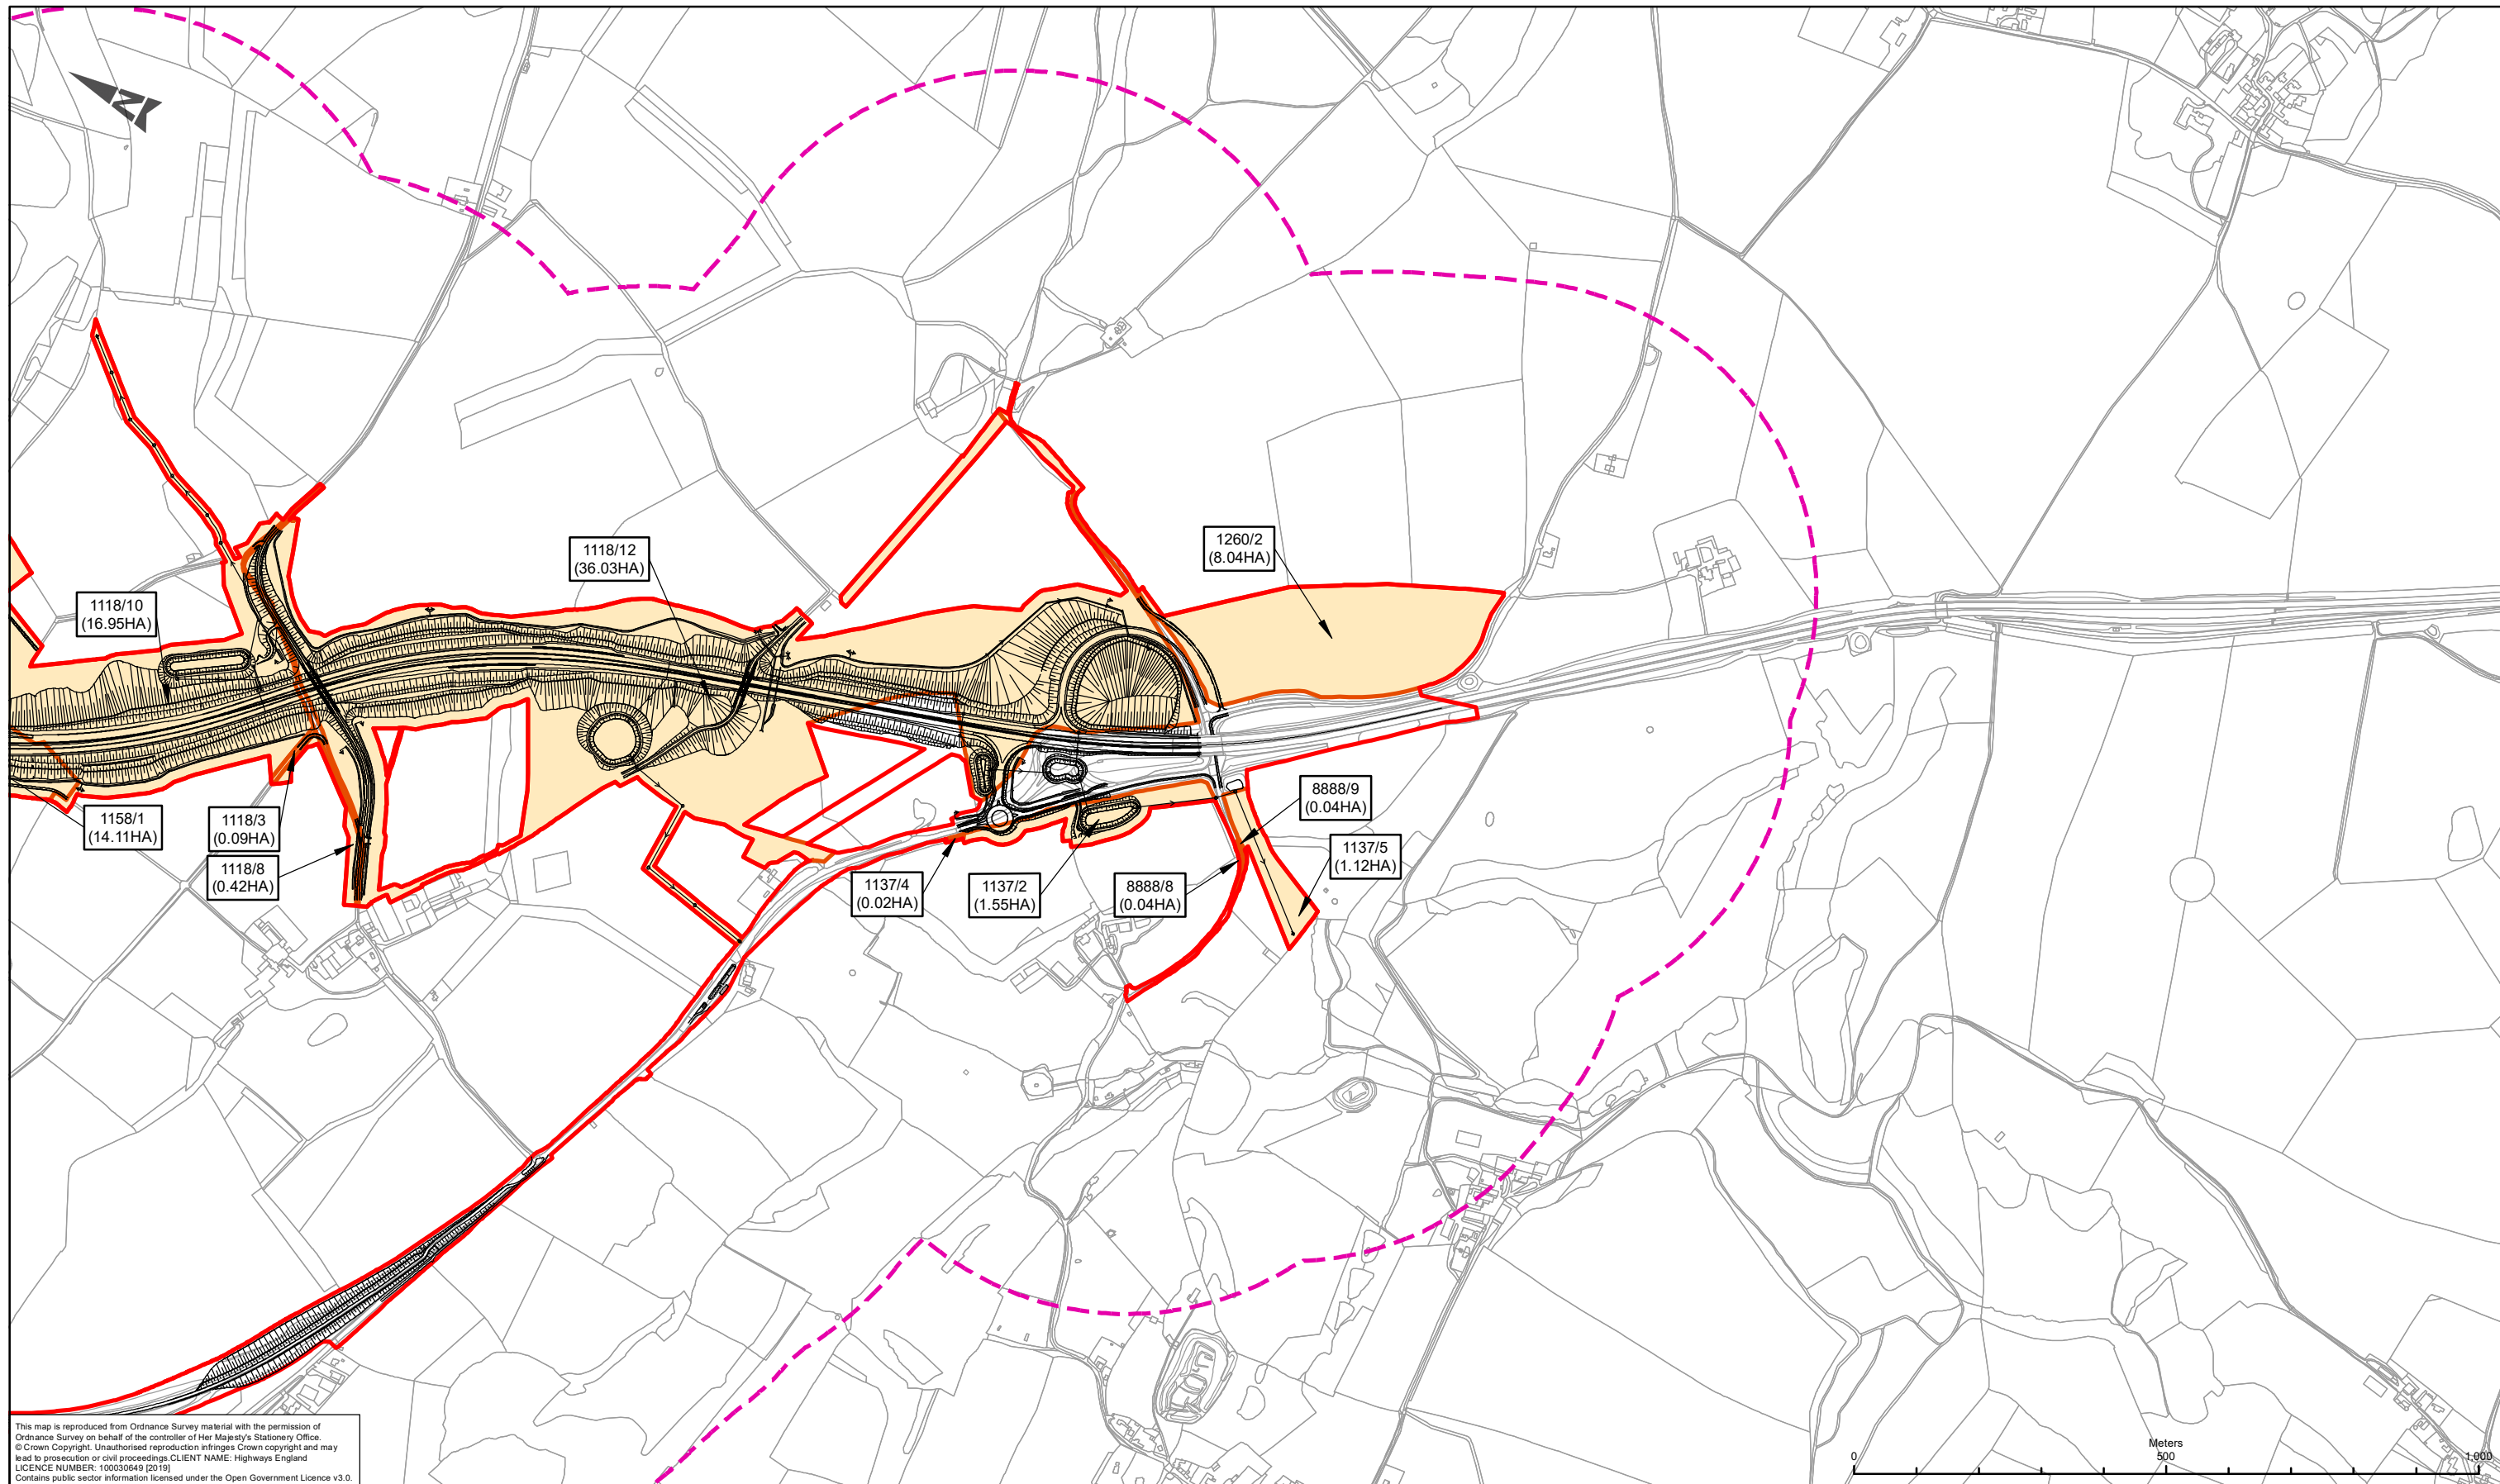 1118/12
(36.03HA)
1260/2
(8.04HA)
1118/10
(16.95HA)
1158/1
(14.11HA)
1118/3
(0.09HA)
1118/8
(0.42HA)
8888/9
(0.04HA)
1137/5
(1.12HA)
1137/4
(0.02HA)
1137/2
(1.55HA)
8888/8
(0.04HA)
This map is reproduced from Ordnance Survey material with the permission of
Ordnance Survey on behalf of the controller of Her Majesty's Stationery Office.
© Crown Copyright. Unauthorised reproduction infringes Crown copyright and may
lead to prosecution or civil proceedings.CLIENT NAME: Highways England
LICENCE NUMBER: 100030649 [2019]
Contains public sector information licensed under the Open Government Licence v3.0.
Meters
0 500 1,000